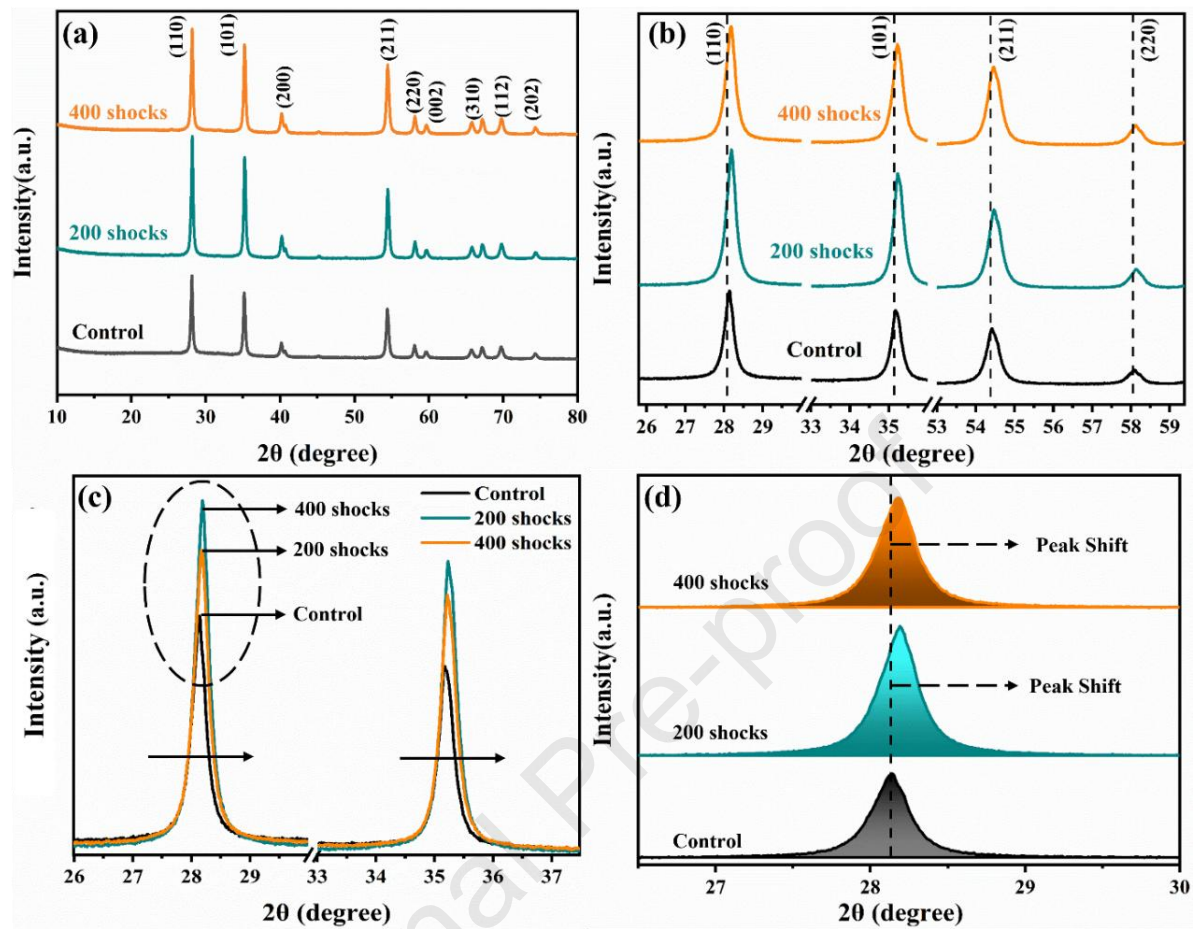 (a)
(110)
(101)
(200)
(211)
(220)
(002)
(310)
(112)
(202)
400 shocks
200 shocks
Control
Intensity(a.u.)
10 20 30 40 50 60 70 80
2θ (degree)
(b)
(110)
(101)
(211)
(220)
400 shocks
200 shocks
Control
Intensity(a.u.)
26 27 28 29 33 34 35 53 54 55 56 57 58 59
2θ (degree)
(c)
400 shocks
200 shocks
Control
Control
200 shocks
400 shocks
Intensity (a.u.)
26 27 28 29 33 34 35 36 37
2θ (degree)
(d)
400 shocks
Peak Shift
200 shocks
Peak Shift
Control
Intensity(a.u.)
27 28 29 30
2θ (degree)
nal Pre-proof